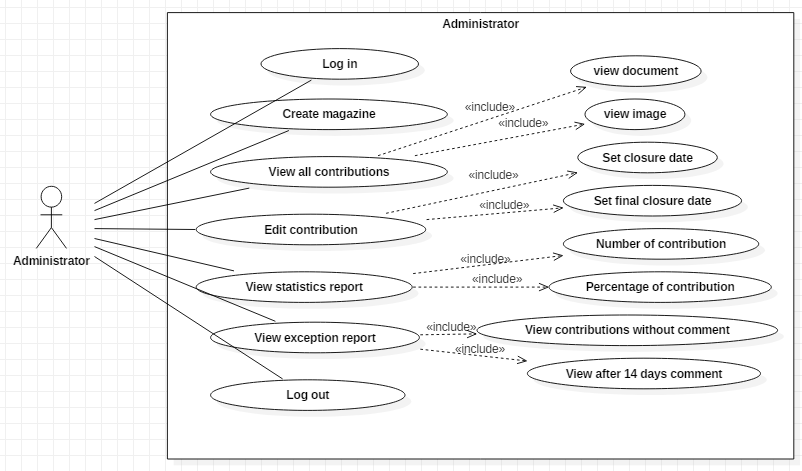 Administrator
Log in
view document
Create magazine
«include»
view image
«include»
View all contributions
Set closure date
«include»
Set final closure date
«include»
Edit contribution
Administrator
Number of contribution
«include»
View statistics report
«include»
Percentage of contribution
View exception report
«include»
View contributions without comment
«include»
View after 14 days comment
Log out